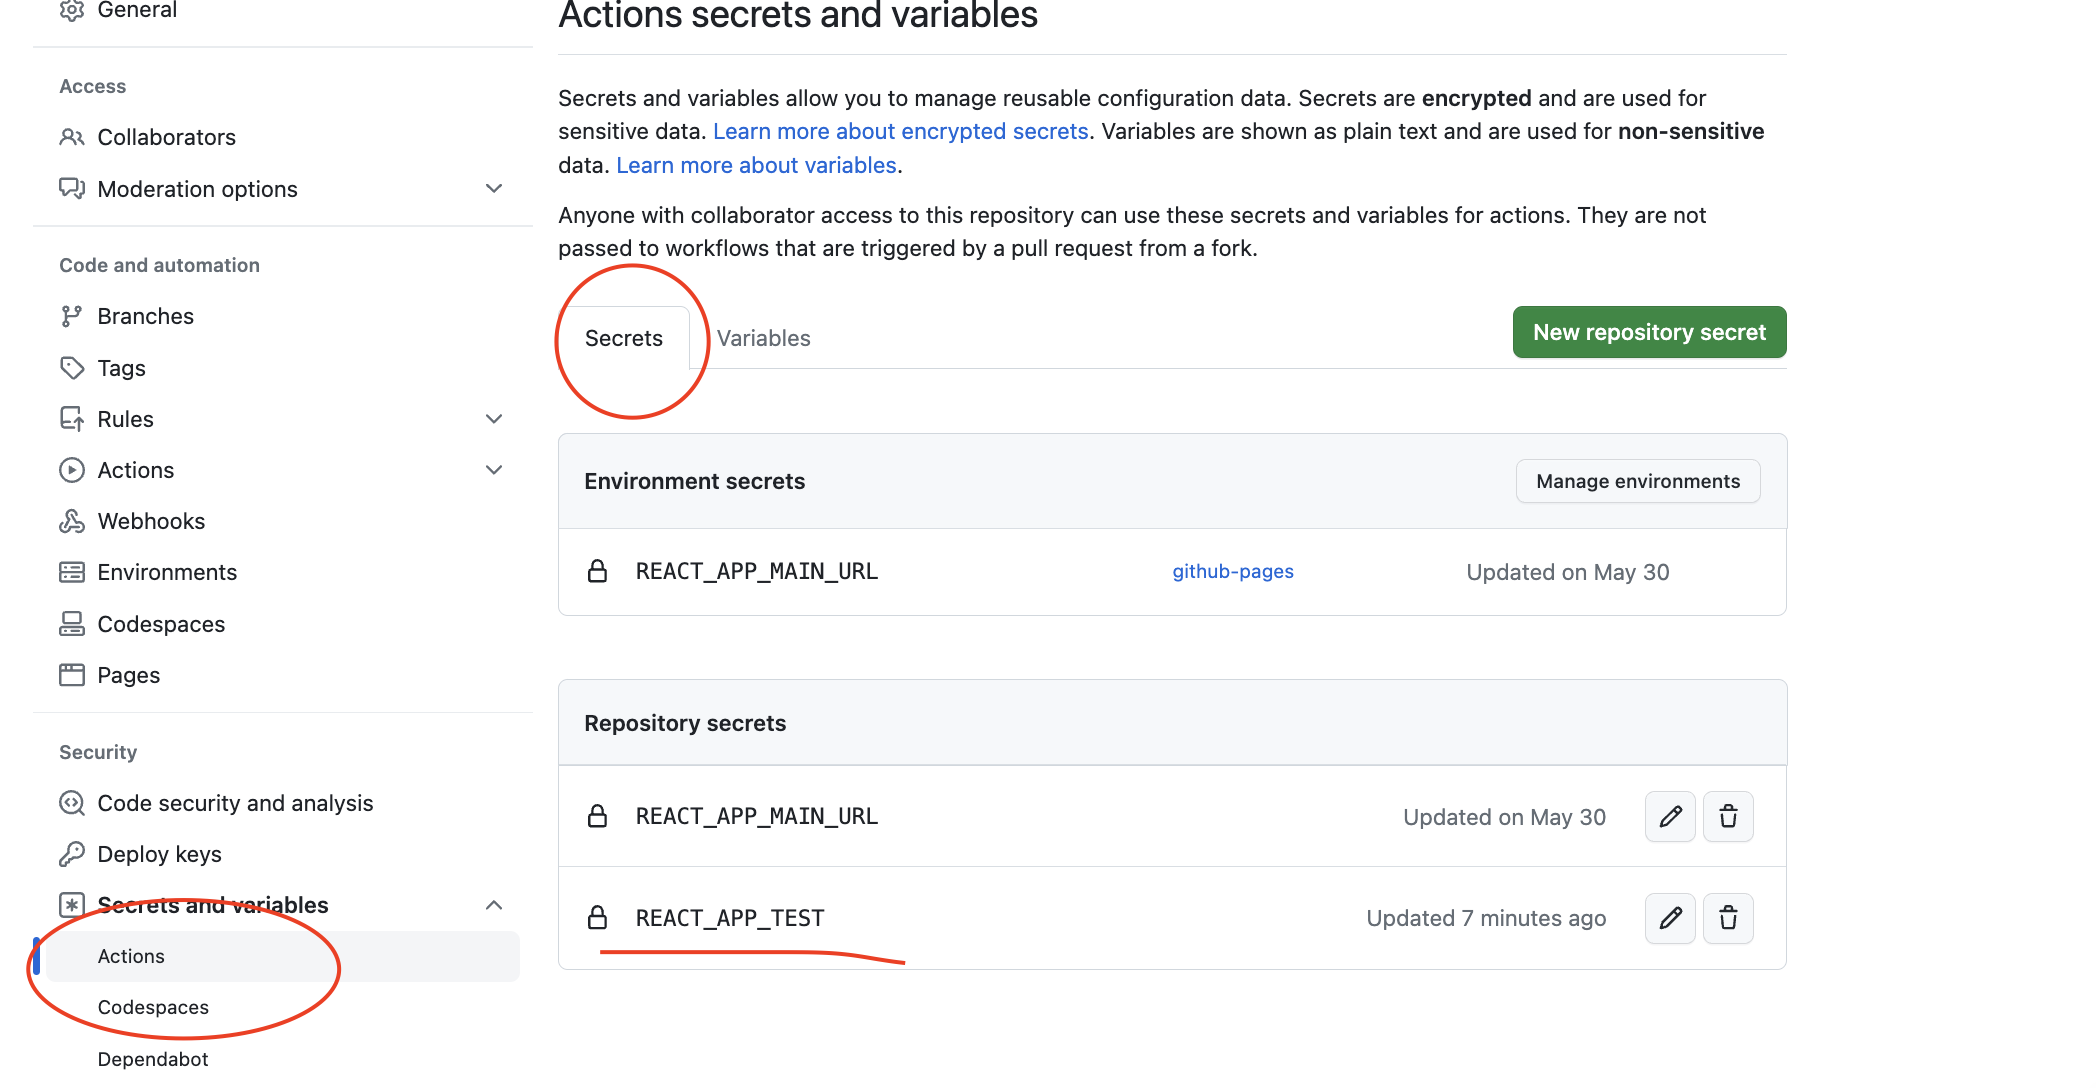 General
Access
Collaborators
Moderation options
Code and automation
Branches
Tags
Rules
Actions
Webhooks
Environments
Codespaces
Pages
Security
Code security and analysis
Deploy keys
Secrets and variables
Actions
Codespaces
Dependabot
Actions secrets and variables
Secrets and variables allow you to manage reusable configuration data. Secrets are encrypted and are used for
sensitive data. Learn more about encrypted secrets. Variables are shown as plain text and are used for non-sensitive
data. Learn more about variables.
Anyone with collaborator access to this repository can use these secrets and variables for actions. They are not
passed to workflows that are triggered by a pull request from a fork.
Secrets Variables New repository secret
Environment secrets Manage environments
REACT_APP_MAIN_URL github-pages Updated on May 30
Repository secrets
REACT_APP_MAIN_URL Updated on May 30
REACT_APP_TEST Updated 7 minutes ago